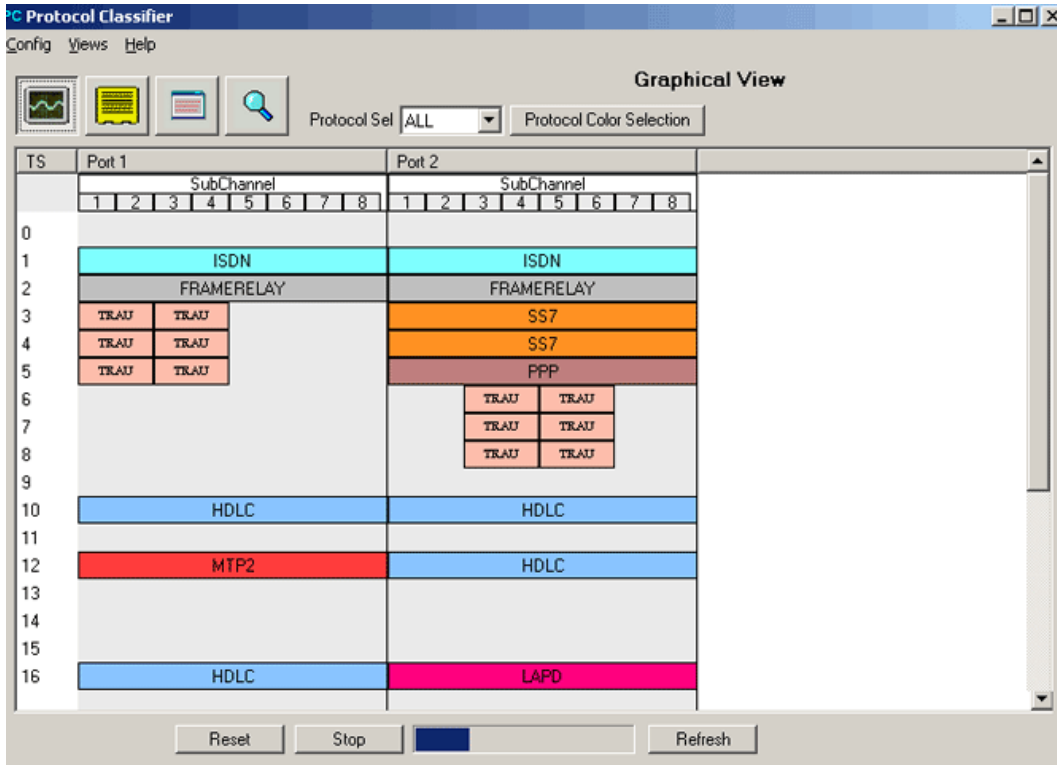 PC Protocol Classifier
Config Views Help
Graphical View
Protocol Sel ALL Protocol Color Selection
TS Port 1 Port 2
SubChannel SubChannel
1 2 3 4 5 6 7 8 1 2 3 4 5 6 7 8
0
1 ISDN ISDN
2 FRAMERELAY FRAMERELAY
3 TRAU TRAU SS7
4 TRAU TRAU SS7
5 TRAU TRAU PPP
6 TRAU TRAU
7 TRAU TRAU
8 TRAU TRAU
9
10 HDLC HDLC
11
12 MTP2 HDLC
13
14
15
16 HDLC LAPD
Reset Stop Refresh